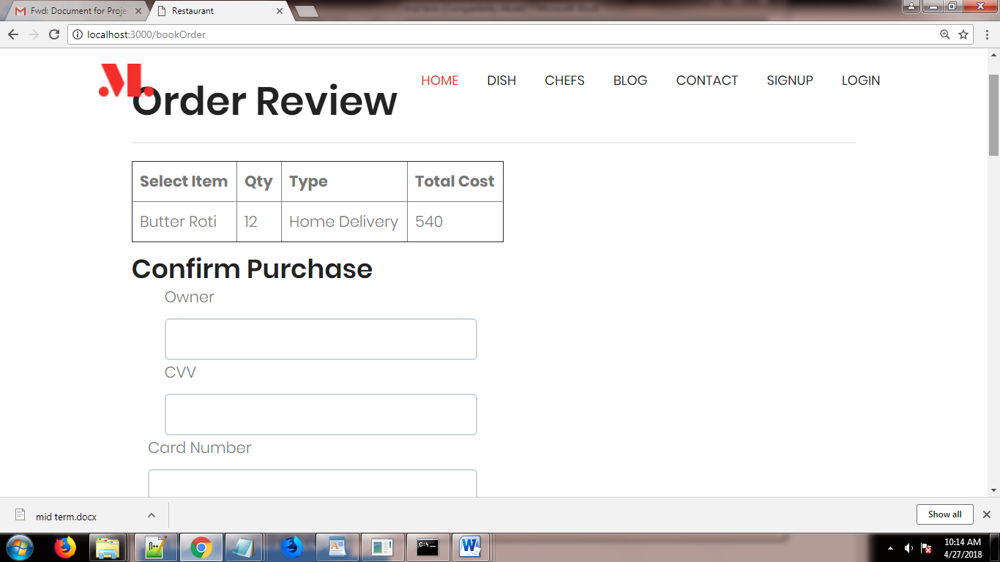 Fwd: Document for Proje
Restaurant
localhost:3000/bookOrder
HOME DISH CHEFS BLOG CONTACT SIGNUP LOGIN
Order Review
Select Item Qty Type Total Cost
Butter Roti 12 Home Delivery 540
Confirm Purchase
Owner
CVV
Card Number
mid term.docx
Show all
10:14 AM
4/27/2018